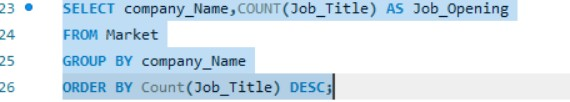 23 SELECT company_Name,COUNT(Job_Title) AS Job_Opening
24 FROM Market
25 GROUP BY company_Name
26 ORDER BY Count(Job_Title) DESC;